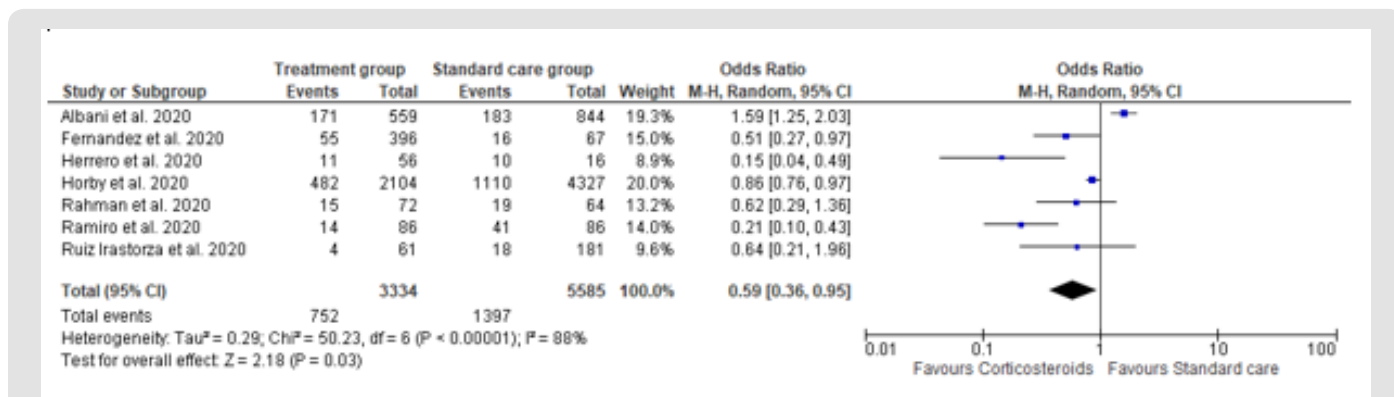 Treatment group Standard care group Odds Ratio Odds Ratio
Study or Subgroup Events Total Events Total Weight M-H, Random, 95% CI M-H, Random, 95% CI
Albani et al. 2020 171 559 183 844 19.3% 1.59 [1.25, 2.03]
Fernandez et al. 2020 55 396 16 67 15.0% 0.51 [0.27, 0.97]
Herrero et al. 2020 11 56 10 16 8.9% 0.15 [0.04, 0.49]
Horby et al. 2020 482 2104 1110 4327 20.0% 0.86 [0.76, 0.97]
Rahman et al. 2020 15 72 19 64 13.2% 0.62 [0.29, 1.36]
Ramiro et al. 2020 14 86 41 86 14.0% 0.21 [0.10, 0.43]
Ruiz Irastorza et al. 2020 4 61 18 181 9.6% 0.64 [0.21, 1.96]
Total (95% CI) 3334 5585 100.0% 0.59 [0.36, 0.95]
Total events 752 1397
Heterogeneity: Tau² = 0.29; Chi² = 50.23, df = 6 (P < 0.00001); I² = 88%
Test for overall effect: Z = 2.18 (P = 0.03)
0.01 0.1 1 10 100
Favours Corticosteroids Favours Standard care